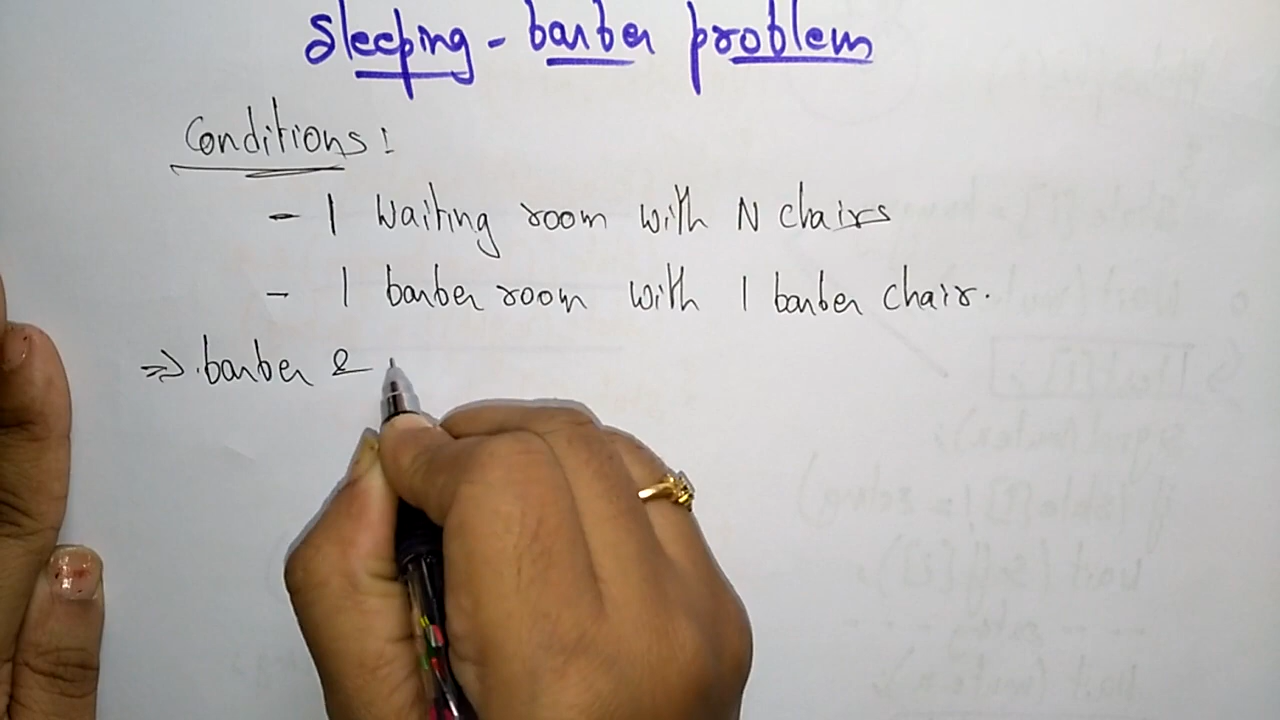 Sleeping - barber problem
Conditions :
- 1 Waiting room with N chairs
- 1 barber room with 1 barber chair.
⇒ . barber &